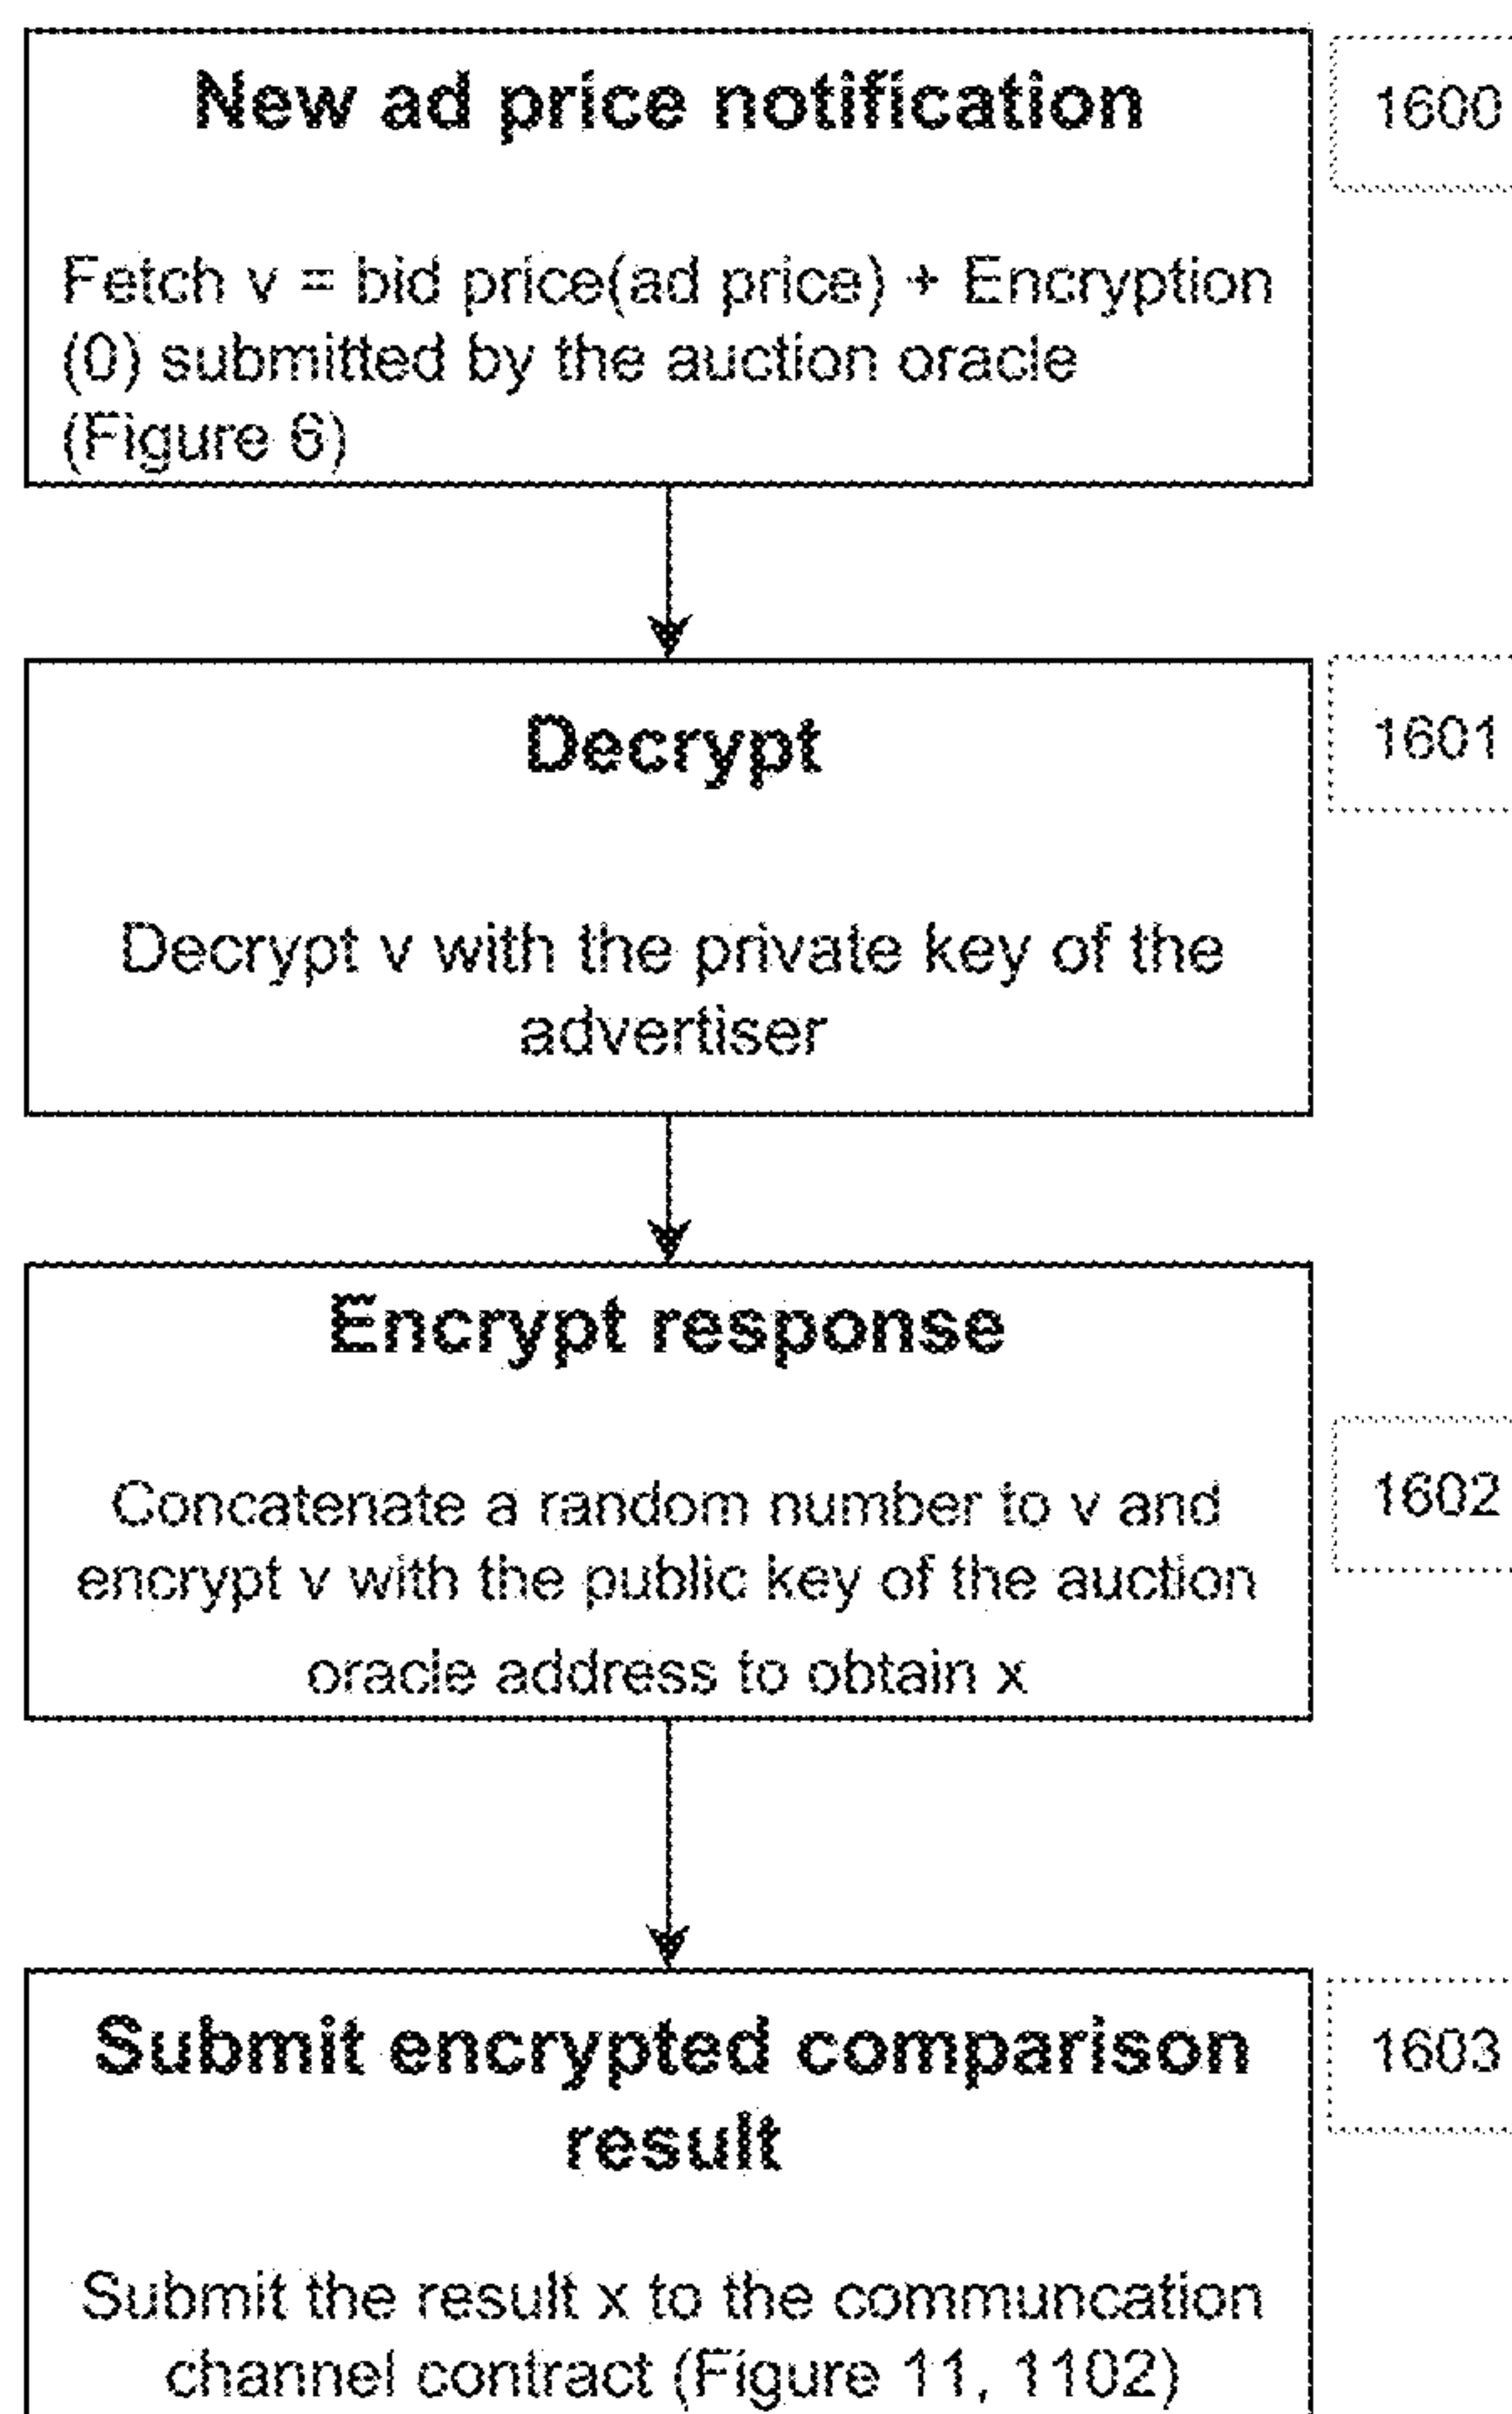 New ad price notification
1600
Fetch v = bid price(ad price) + Encryption
(0) submitted by the auction oracle
(Figure 6)
Decrypt
1601
Decrypt v with the private key of the
advertiser
Encrypt response
Concatenate a random number to v and
1602
encrypt v with the public key of the auction
oracle address to obtain x
Submit encrypted comparison
1603
result
Submit the result x to the communcation
channel contract (Figure 11, 1102)